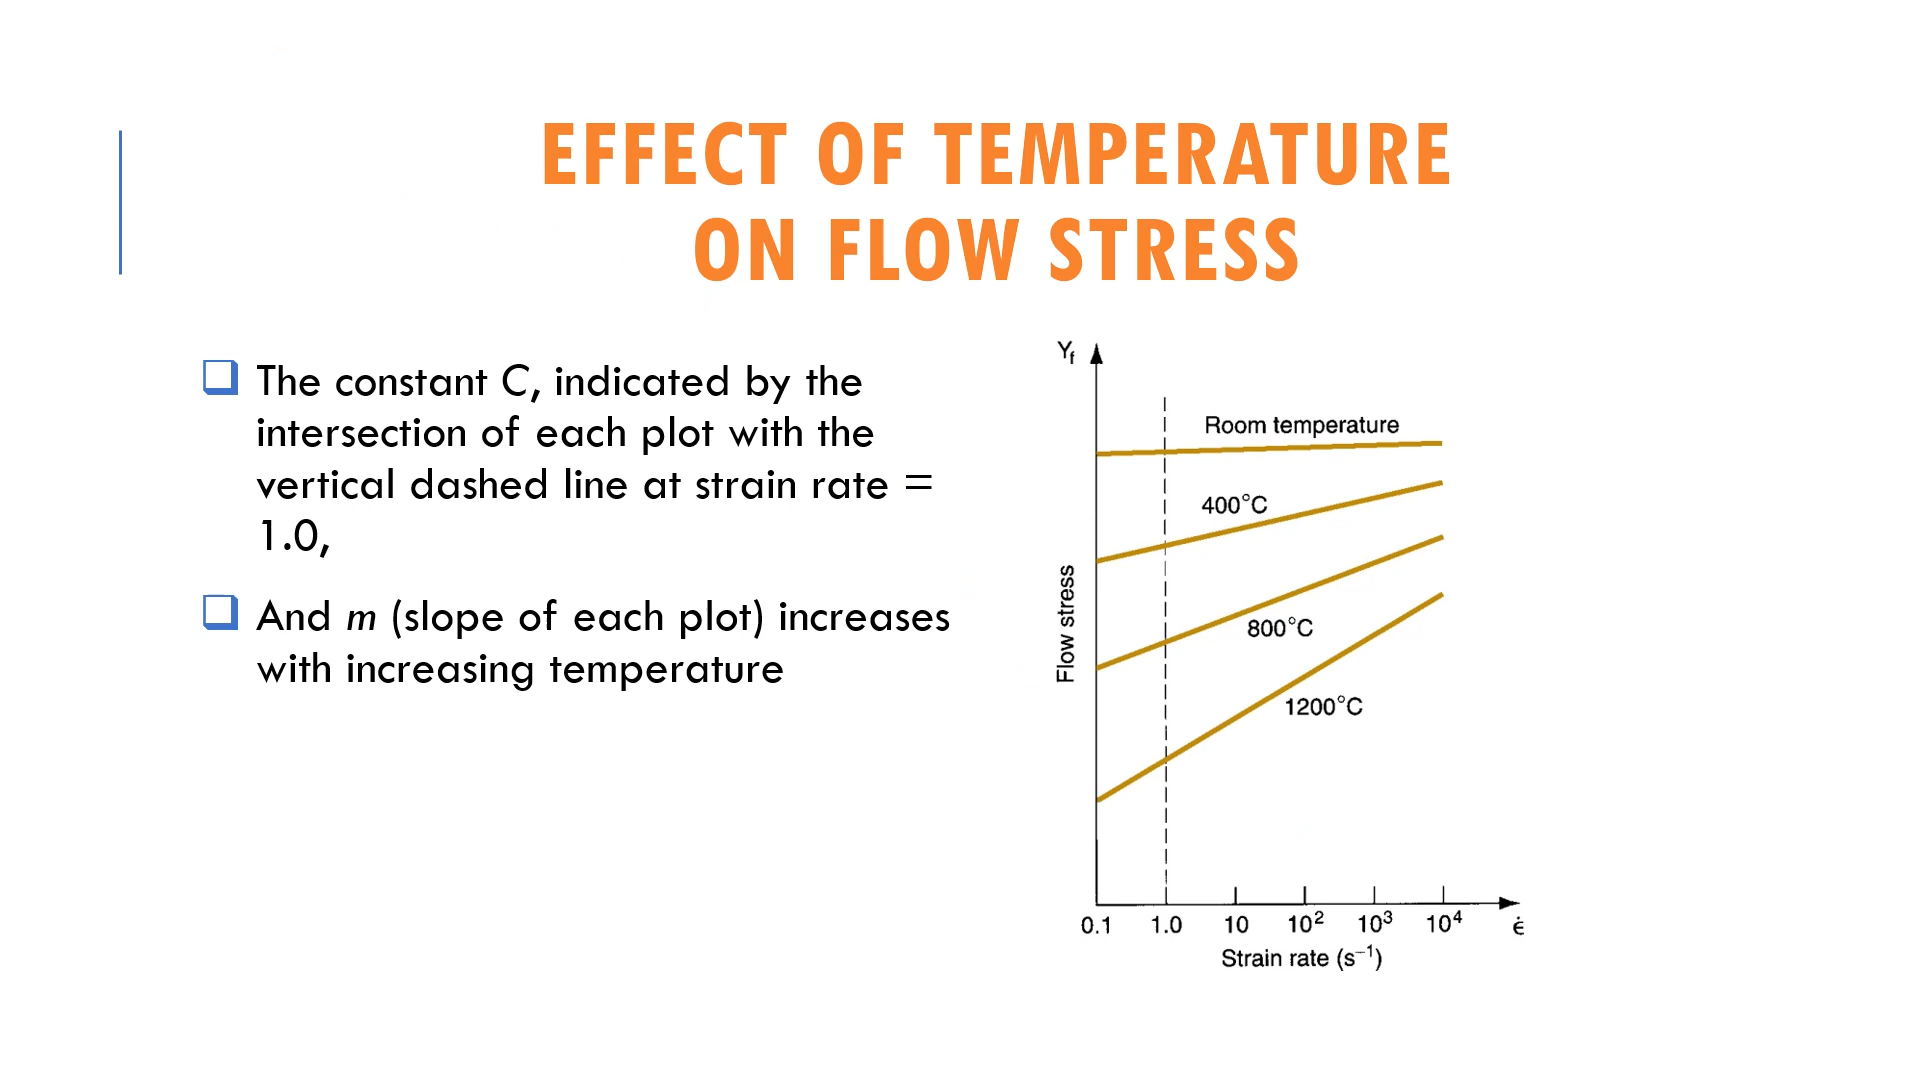 EFFECT OF TEMPERATURE
ON FLOW STRESS
The constant C, indicated by the
intersection of each plot with the
vertical dashed line at strain rate =
1.0,
And m (slope of each plot) increases
with increasing temperature
Yf
Room temperature
400°C
800°C
1200°C
Flow stress
0.1 1.0 10 10² 10³ 10⁴ ε̇
Strain rate (s⁻¹)